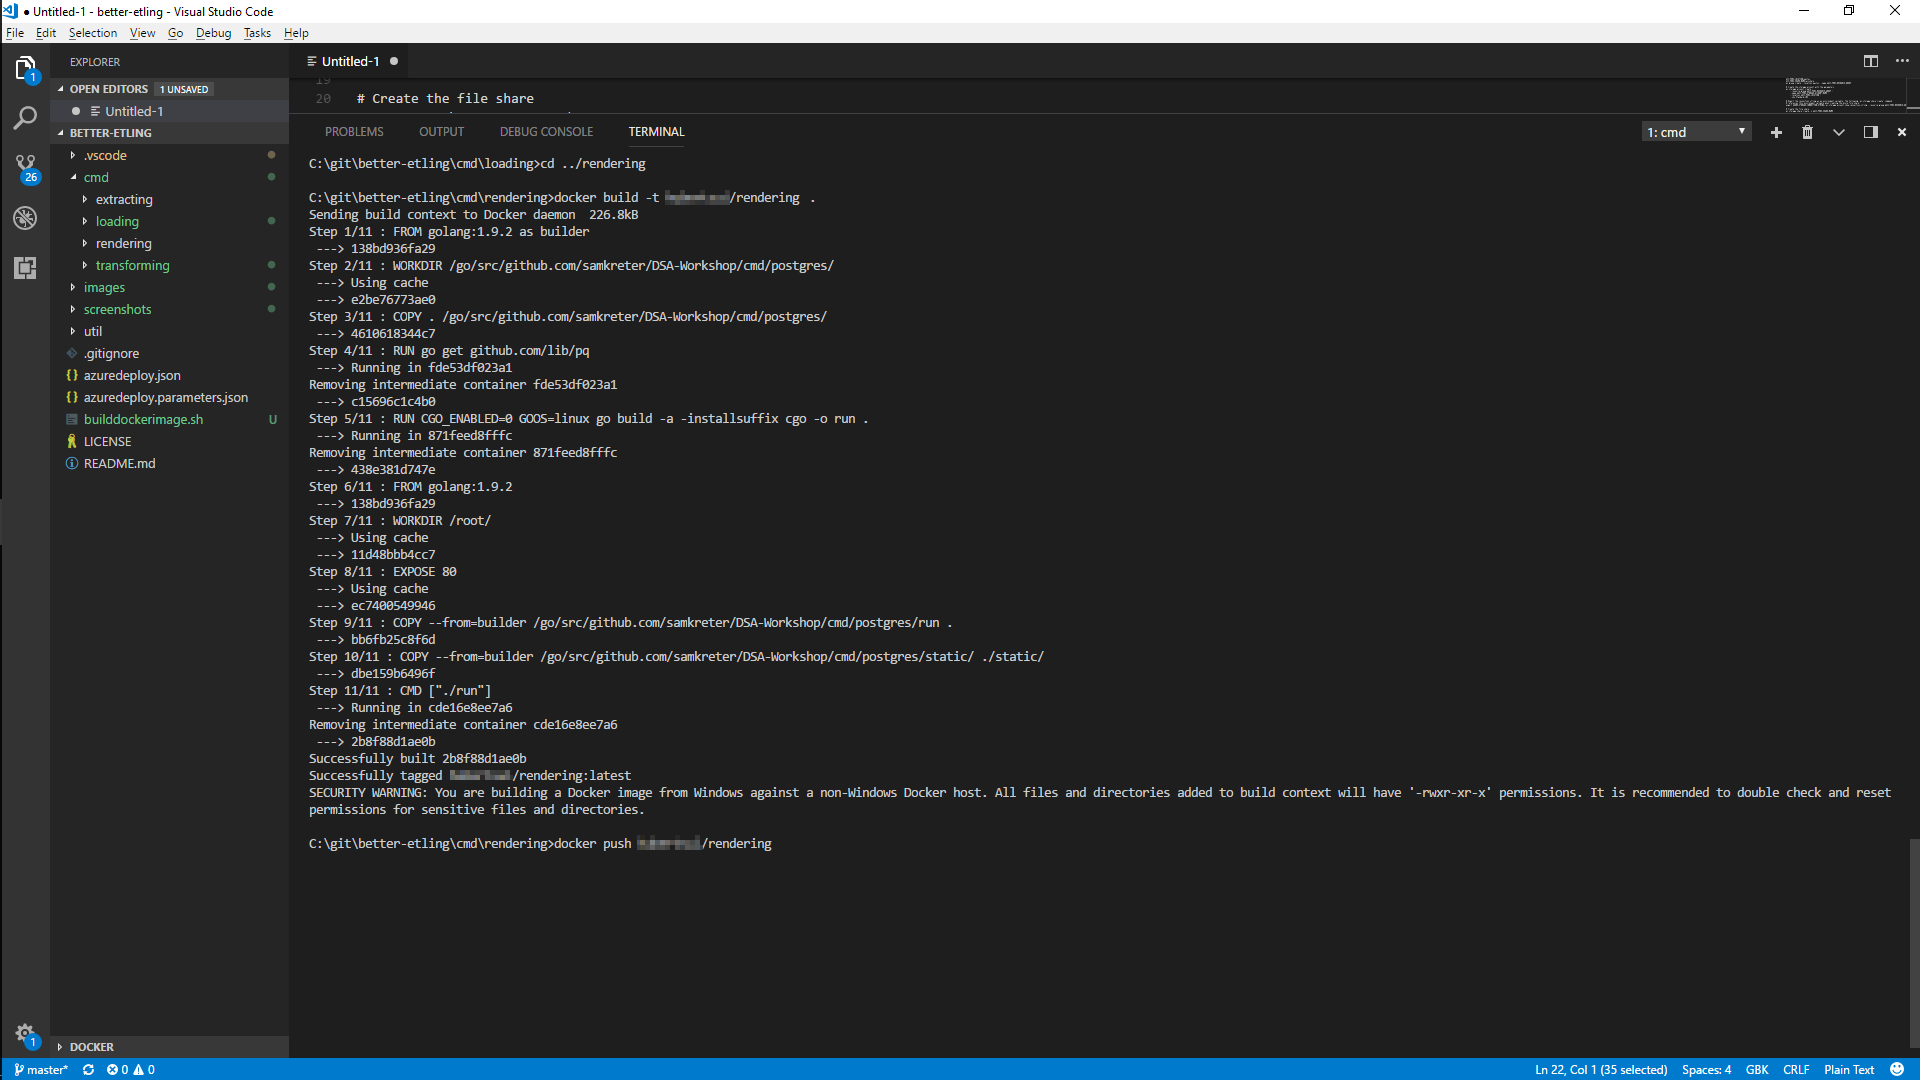 ● Untitled-1 - better-etling - Visual Studio Code
File Edit Selection View Go Debug Tasks Help
EXPLORER
OPEN EDITORS 1 UNSAVED
Untitled-1
BETTER-ETLING
.vscode
cmd
extracting
loading
rendering
transforming
images
screenshots
util
.gitignore
azuredeploy.json
azuredeploy.parameters.json
builddockerimage.sh U
LICENSE
README.md
DOCKER
1
26
1
Untitled-1
19
20 # Create the file share
PROBLEMS OUTPUT DEBUG CONSOLE TERMINAL
1: cmd
C:\git\better-etling\cmd\loading>cd ../rendering
C:\git\better-etling\cmd\rendering>docker build -t /rendering .
Sending build context to Docker daemon  226.8kB
Step 1/11 : FROM golang:1.9.2 as builder
---> 138bd936fa29
Step 2/11 : WORKDIR /go/src/github.com/samkreter/DSA-Workshop/cmd/postgres/
---> Using cache
---> e2be76773ae0
Step 3/11 : COPY . /go/src/github.com/samkreter/DSA-Workshop/cmd/postgres/
---> 4610618344c7
Step 4/11 : RUN go get github.com/lib/pq
---> Running in fde53df023a1
Removing intermediate container fde53df023a1
---> c15696c1c4b0
Step 5/11 : RUN CGO_ENABLED=0 GOOS=linux go build -a -installsuffix cgo -o run .
---> Running in 871feed8fffc
Removing intermediate container 871feed8fffc
---> 438e381d747e
Step 6/11 : FROM golang:1.9.2
---> 138bd936fa29
Step 7/11 : WORKDIR /root/
---> Using cache
---> 11d48bbb4cc7
Step 8/11 : EXPOSE 80
---> Using cache
---> ec7400549946
Step 9/11 : COPY --from=builder /go/src/github.com/samkreter/DSA-Workshop/cmd/postgres/run .
---> bb6fb25c8f6d
Step 10/11 : COPY --from=builder /go/src/github.com/samkreter/DSA-Workshop/cmd/postgres/static/ ./static/
---> dbe159b6496f
Step 11/11 : CMD ["./run"]
---> Running in cde16e8ee7a6
Removing intermediate container cde16e8ee7a6
---> 2b8f88d1ae0b
Successfully built 2b8f88d1ae0b
Successfully tagged /rendering:latest
SECURITY WARNING: You are building a Docker image from Windows against a non-Windows Docker host. All files and directories added to build context will have '-rwxr-xr-x' permissions. It is recommended to double check and reset
permissions for sensitive files and directories.
C:\git\better-etling\cmd\rendering>docker push /rendering
master* 0 0 Ln 22, Col 1 (35 selected) Spaces: 4 GBK CRLF Plain Text